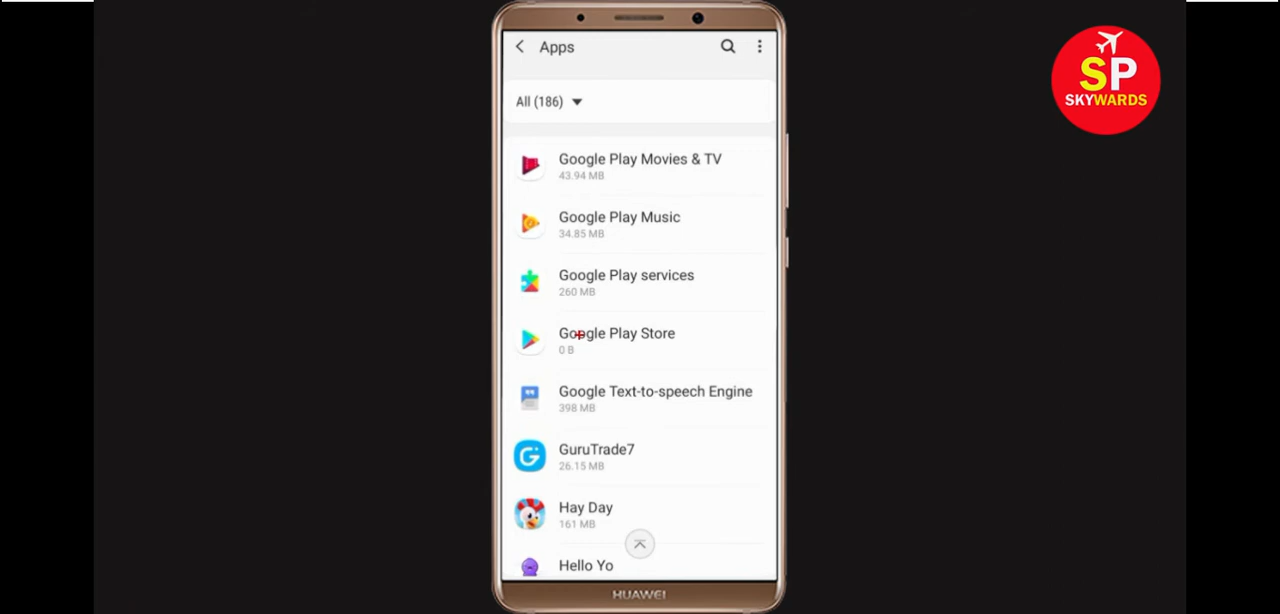 Apps
SP
SKYWARDS
All (186)
Google Play Movies & TV
43.94 MB
Google Play Music
34.85 MB
Google Play services
260 MB
Google Play Store
0 B
Google Text-to-speech Engine
398 MB
GuruTrade7
26.15 MB
Hay Day
161 MB
Hello Yo
HUAWEI